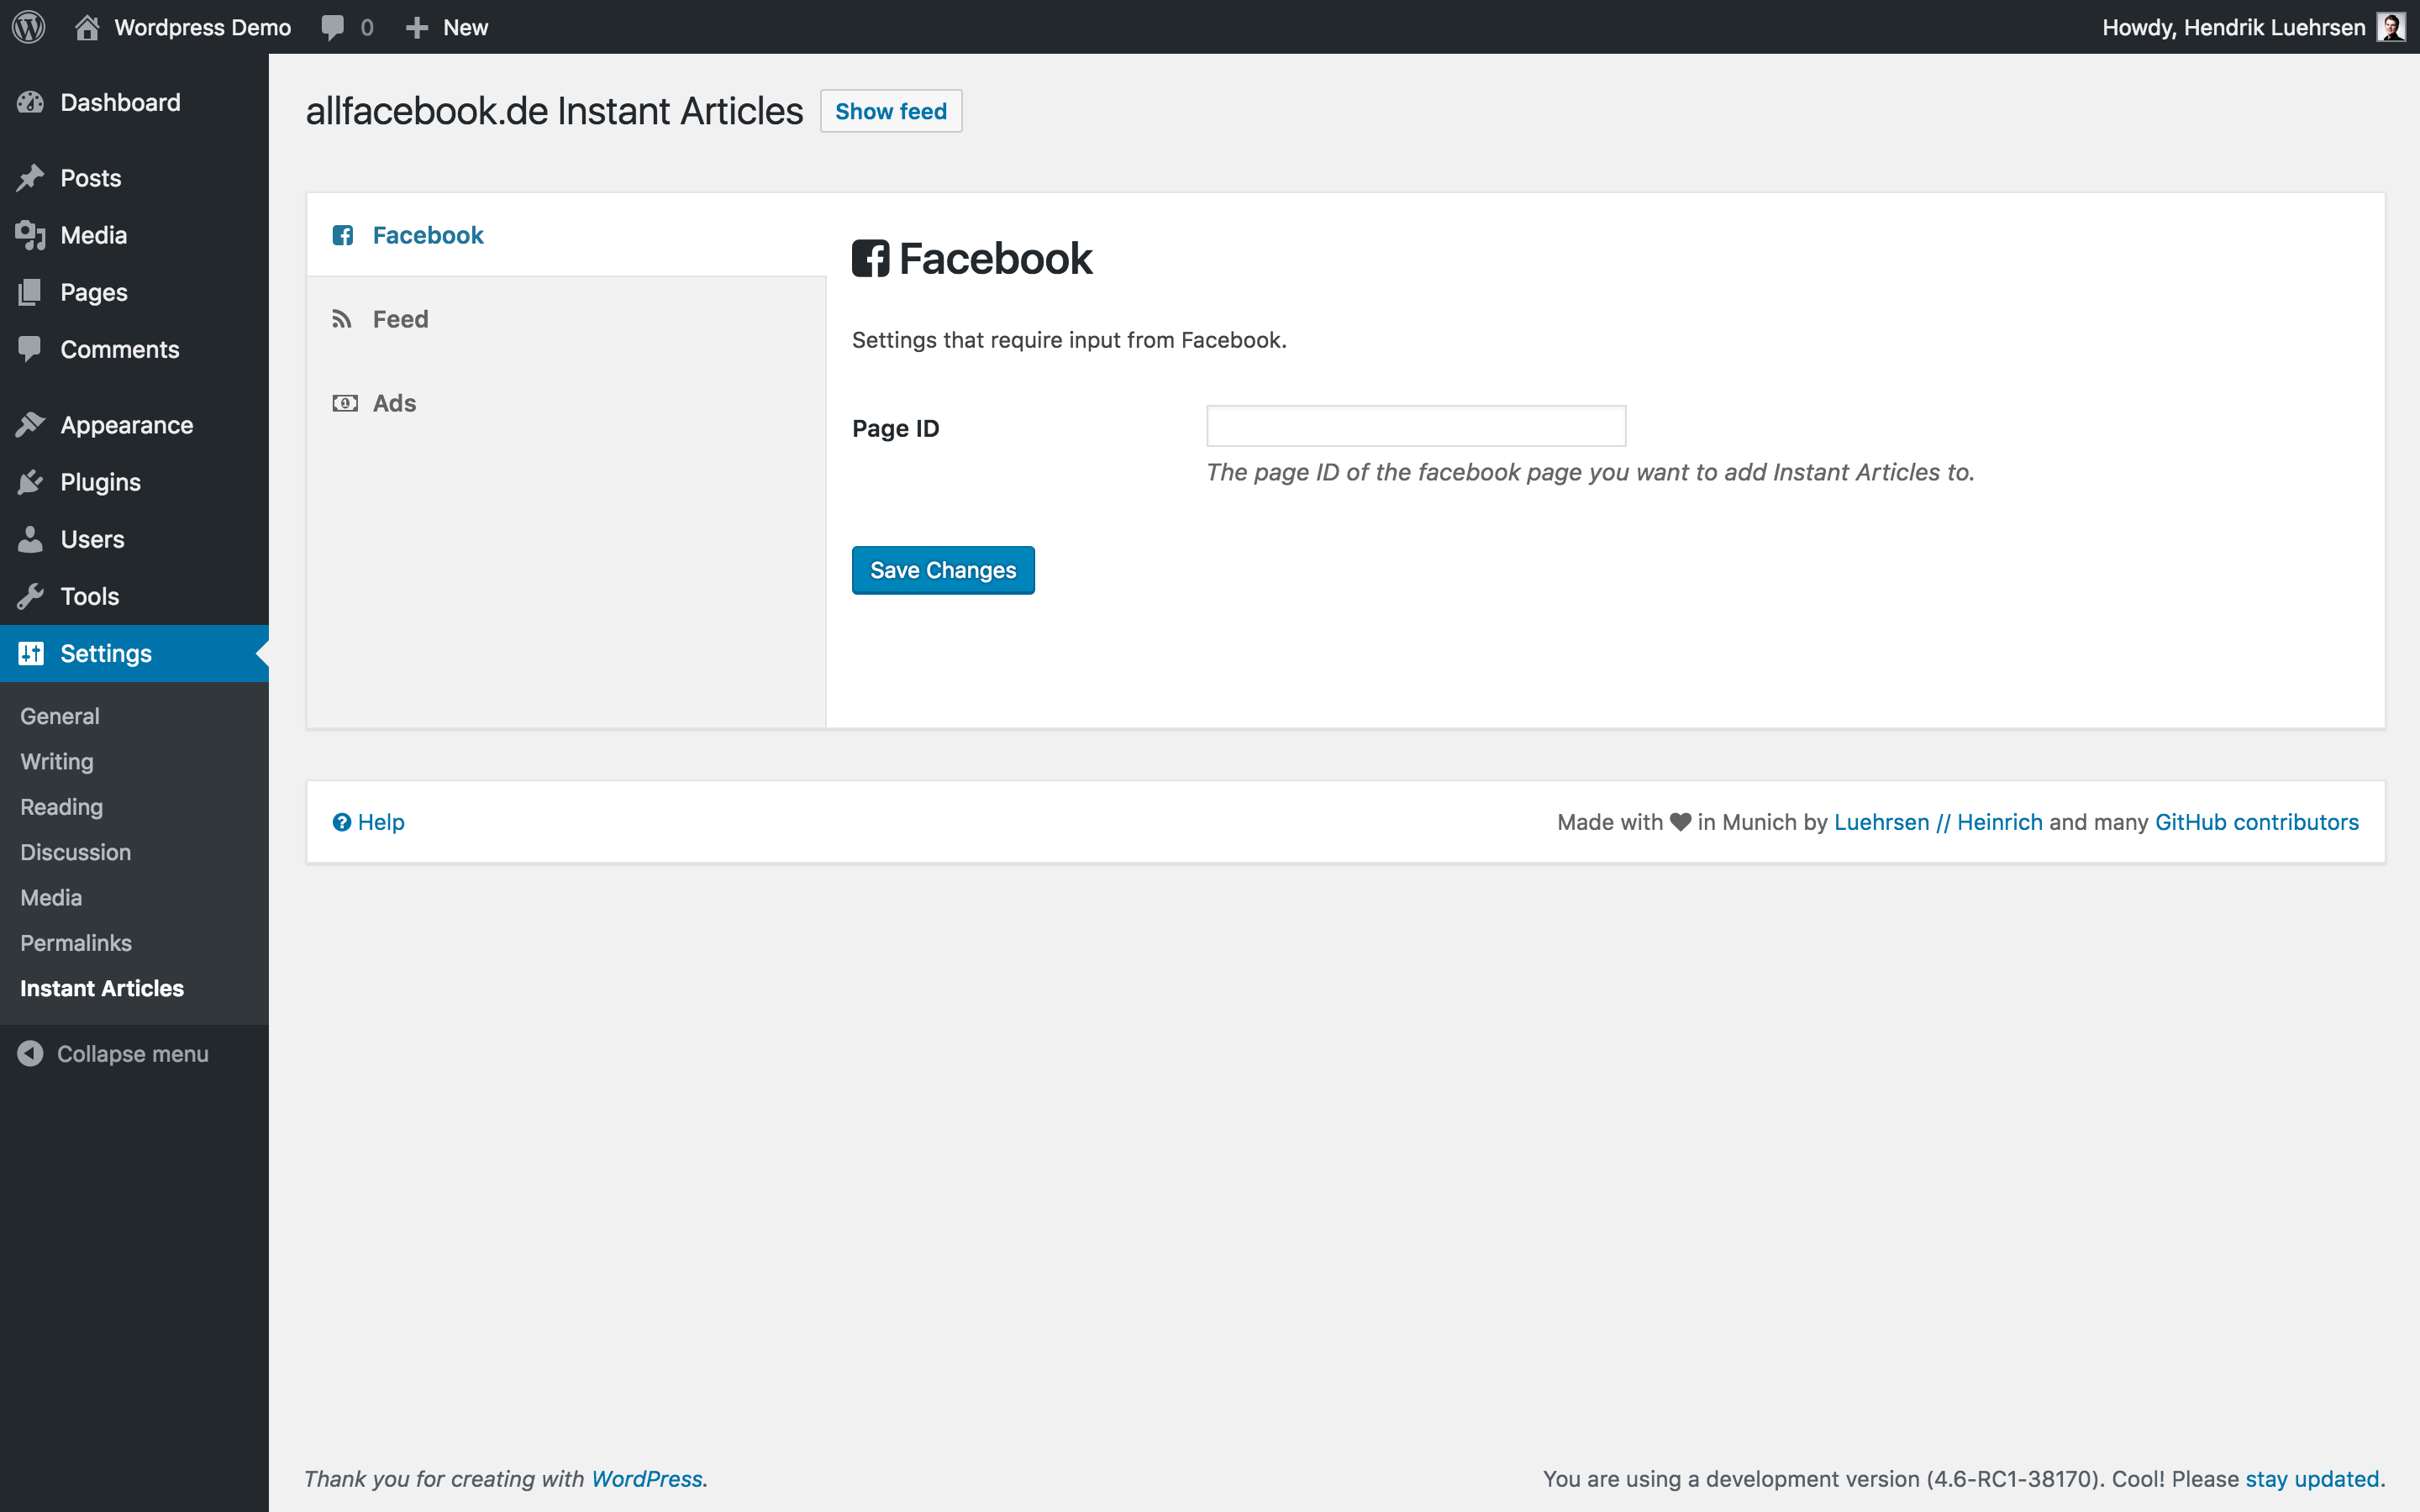 Wordpress Demo 0 New Howdy, Hendrik Luehrsen
Dashboard
Posts
Media
Pages
Comments
Appearance
Plugins
Users
Tools
Settings
General
Writing
Reading
Discussion
Media
Permalinks
Instant Articles
Collapse menu
allfacebook.de Instant Articles Show feed
Facebook
Feed
Ads
Facebook
Settings that require input from Facebook.
Page ID
The page ID of the facebook page you want to add Instant Articles to.
Save Changes
Help
Made with ♥ in Munich by Luehrsen // Heinrich and many GitHub contributors
Thank you for creating with WordPress.
You are using a development version (4.6-RC1-38170). Cool! Please stay updated.